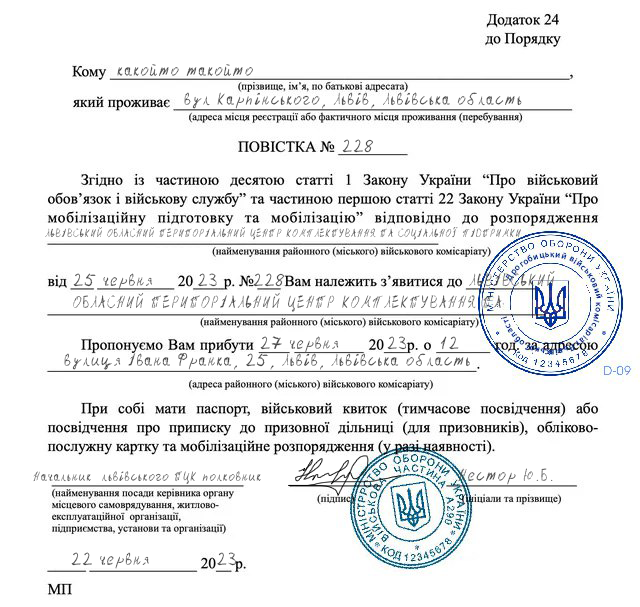 Додаток 24
до Порядку
Кому какойто такойто,
(прізвище, ім’я, по батькові адресата)
який проживає вул Карпінського, Львів, Львівська область
(адреса місця реєстрації або фактичного місця проживання (перебування)
ПОВІСТКА № 228
Згідно із частиною десятою статті 1 Закону України “Про військовий
обов’язок і військову службу” та частиною першою статті 22 Закону України “Про
мобілізаційну підготовку та мобілізацію” відповідно до розпорядження
ЛЬВІВСЬКИЙ ОБЛАСНИЙ ТЕРИТОРІАЛЬНИЙ ЦЕНТР КОМПЛЕКТУВАННЯ ТА СОЦІАЛЬНОЇ ПІДТРИМКИ
(найменування районного (міського) військового комісаріату)
від 25 червня 2023 р. №228 Вам належить з’явитися до ЛЬВІВСЬКИЙ
ОБЛАСНИЙ ТЕРИТОРІАЛЬНИЙ ЦЕНТР КОМПЛЕКТУВАННЯ ТА
(найменування районного (міського) військового комісаріату)
Пропонуємо Вам прибути 27 червня 2023р. о 12 год. за адресою
вулиця Івана Франка, 25, Львів, Львівська область.
(адреса районного (міського) військового комісаріату)
МІНІСТЕРСТВО ОБОРОНИ УКРАЇНИ
Дрогобицький військовий комісаріат
КОД 12345678
D-09
При собі мати паспорт, військовий квиток (тимчасове посвідчення) або
посвідчення про приписку до призовної дільниці (для призовників), обліково-
послужну картку та мобілізаційне розпорядження (у разі наявності).
Начальник львівського ТЦК полковник Нестор Ю.Б.
(найменування посади керівника органу
місцевого самоврядування, житлово-
експлуатаційної організації,
підприємства, установи та організації)
(підпис) (ініціали та прізвище)
МІНІСТЕРСТВО ОБОРОНИ УКРАЇНИ
ВІЙСЬКОВА ЧАСТИНА А260
КОД 12345678
22 червня 2023р.
МП